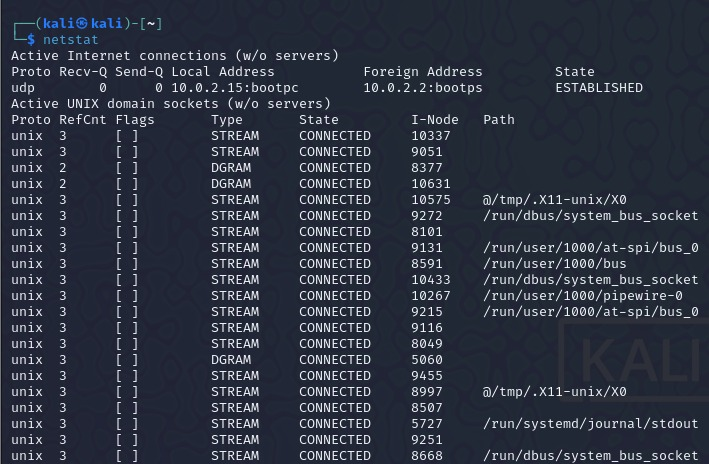 ┌──(kali㉿kali)-[~]
└─$ netstat
Active Internet connections (w/o servers)
Proto Recv-Q Send-Q Local Address           Foreign Address         State
udp        0      0 10.0.2.15:bootpc        10.0.2.2:bootps         ESTABLISHED
Active UNIX domain sockets (w/o servers)
Proto RefCnt Flags       Type       State         I-Node   Path
unix  3      [ ]         STREAM     CONNECTED     10337
unix  3      [ ]         STREAM     CONNECTED     9051
unix  2      [ ]         DGRAM      CONNECTED     8377
unix  2      [ ]         DGRAM      CONNECTED     10631
unix  3      [ ]         STREAM     CONNECTED     10575    @/tmp/.X11-unix/X0
unix  3      [ ]         STREAM     CONNECTED     9272     /run/dbus/system_bus_socket
unix  3      [ ]         STREAM     CONNECTED     8101
unix  3      [ ]         STREAM     CONNECTED     9131     /run/user/1000/at-spi/bus_0
unix  3      [ ]         STREAM     CONNECTED     8591     /run/user/1000/bus
unix  3      [ ]         STREAM     CONNECTED     10433    /run/dbus/system_bus_socket
unix  3      [ ]         STREAM     CONNECTED     10267    /run/user/1000/pipewire-0
unix  3      [ ]         STREAM     CONNECTED     9215     /run/user/1000/at-spi/bus_0
unix  3      [ ]         STREAM     CONNECTED     9116
unix  3      [ ]         STREAM     CONNECTED     8049
unix  3      [ ]         DGRAM      CONNECTED     5060
unix  3      [ ]         STREAM     CONNECTED     9455
unix  3      [ ]         STREAM     CONNECTED     8997     @/tmp/.X11-unix/X0
unix  3      [ ]         STREAM     CONNECTED     8507
unix  3      [ ]         STREAM     CONNECTED     5727     /run/systemd/journal/stdout
unix  3      [ ]         STREAM     CONNECTED     9251
unix  3      [ ]         STREAM     CONNECTED     8668     /run/dbus/system_bus_socket
KALI